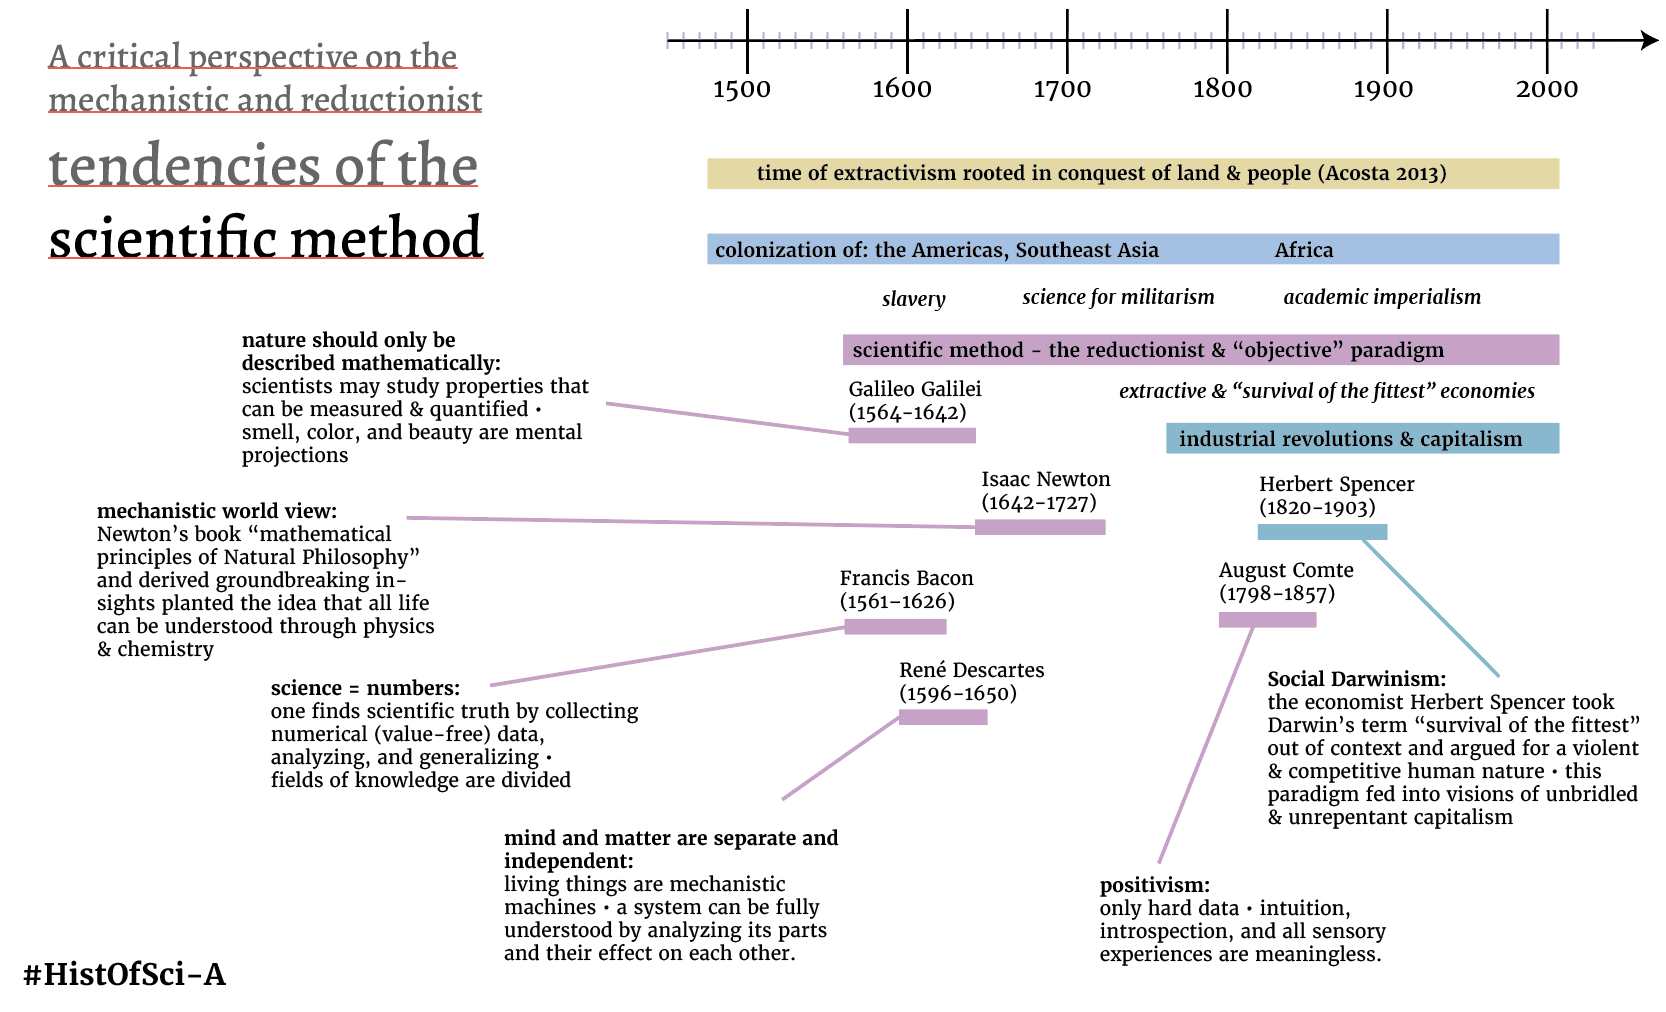 A critical perspective on the
mechanistic and reductionist
tendencies of the
scientific method
1500 1600 1700 1800 1900 2000
time of extractivism rooted in conquest of land & people (Acosta 2013)
colonization of: the Americas, Southeast Asia Africa
slavery science for militarism academic imperialism
scientific method - the reductionist & “objective” paradigm
extractive & “survival of the fittest” economies
industrial revolutions & capitalism
nature should only be
described mathematically:
scientists may study properties that
can be measured & quantified •
smell, color, and beauty are mental
projections
Galileo Galilei
(1564-1642)
mechanistic world view:
Newton’s book “mathematical
principles of Natural Philosophy”
and derived groundbreaking in-
sights planted the idea that all life
can be understood through physics
& chemistry
Isaac Newton
(1642-1727)
Herbert Spencer
(1820-1903)
Francis Bacon
(1561–1626)
August Comte
(1798-1857)
science = numbers:
one finds scientific truth by collecting
numerical (value-free) data,
analyzing, and generalizing •
fields of knowledge are divided
René Descartes
(1596-1650)
Social Darwinism:
the economist Herbert Spencer took
Darwin’s term “survival of the fittest”
out of context and argued for a violent
& competitive human nature • this
paradigm fed into visions of unbridled
& unrepentant capitalism
mind and matter are separate and
independent:
living things are mechanistic
machines • a system can be fully
understood by analyzing its parts
and their effect on each other.
positivism:
only hard data • intuition,
introspection, and all sensory
experiences are meaningless.
#HistOfSci-A